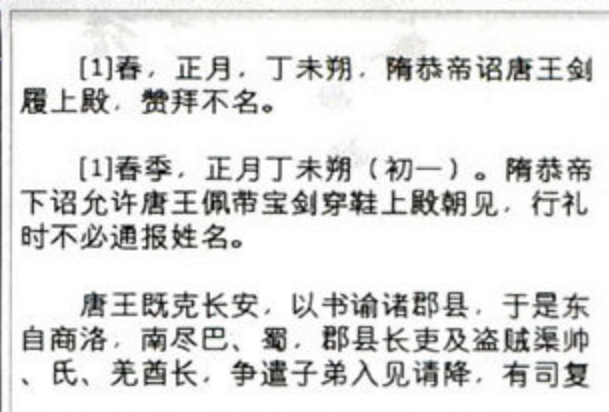 [1]春，正月，丁未朔，隋恭帝诏唐王剑
履上殿，赞拜不名。
[1]春季，正月丁未朔（初一）。隋恭帝
下诏允许唐王佩带宝剑穿鞋上殿朝见，行礼
时不必通报姓名。
唐王既克长安，以书谕诸郡县，于是东
自商洛，南尽巴、蜀，郡县长吏及盗贼渠帅
、氏、羌酋长，争遣子弟入见请降，有司复